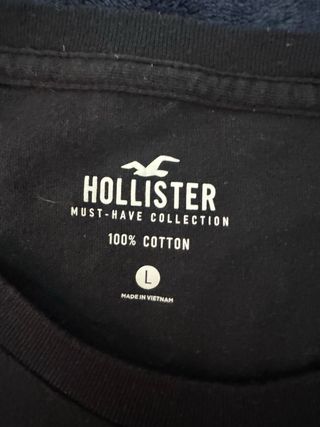 HOLLISTER
MUST-HAVE COLLECTION
100% COTTON
L
MADE IN VIETNAM